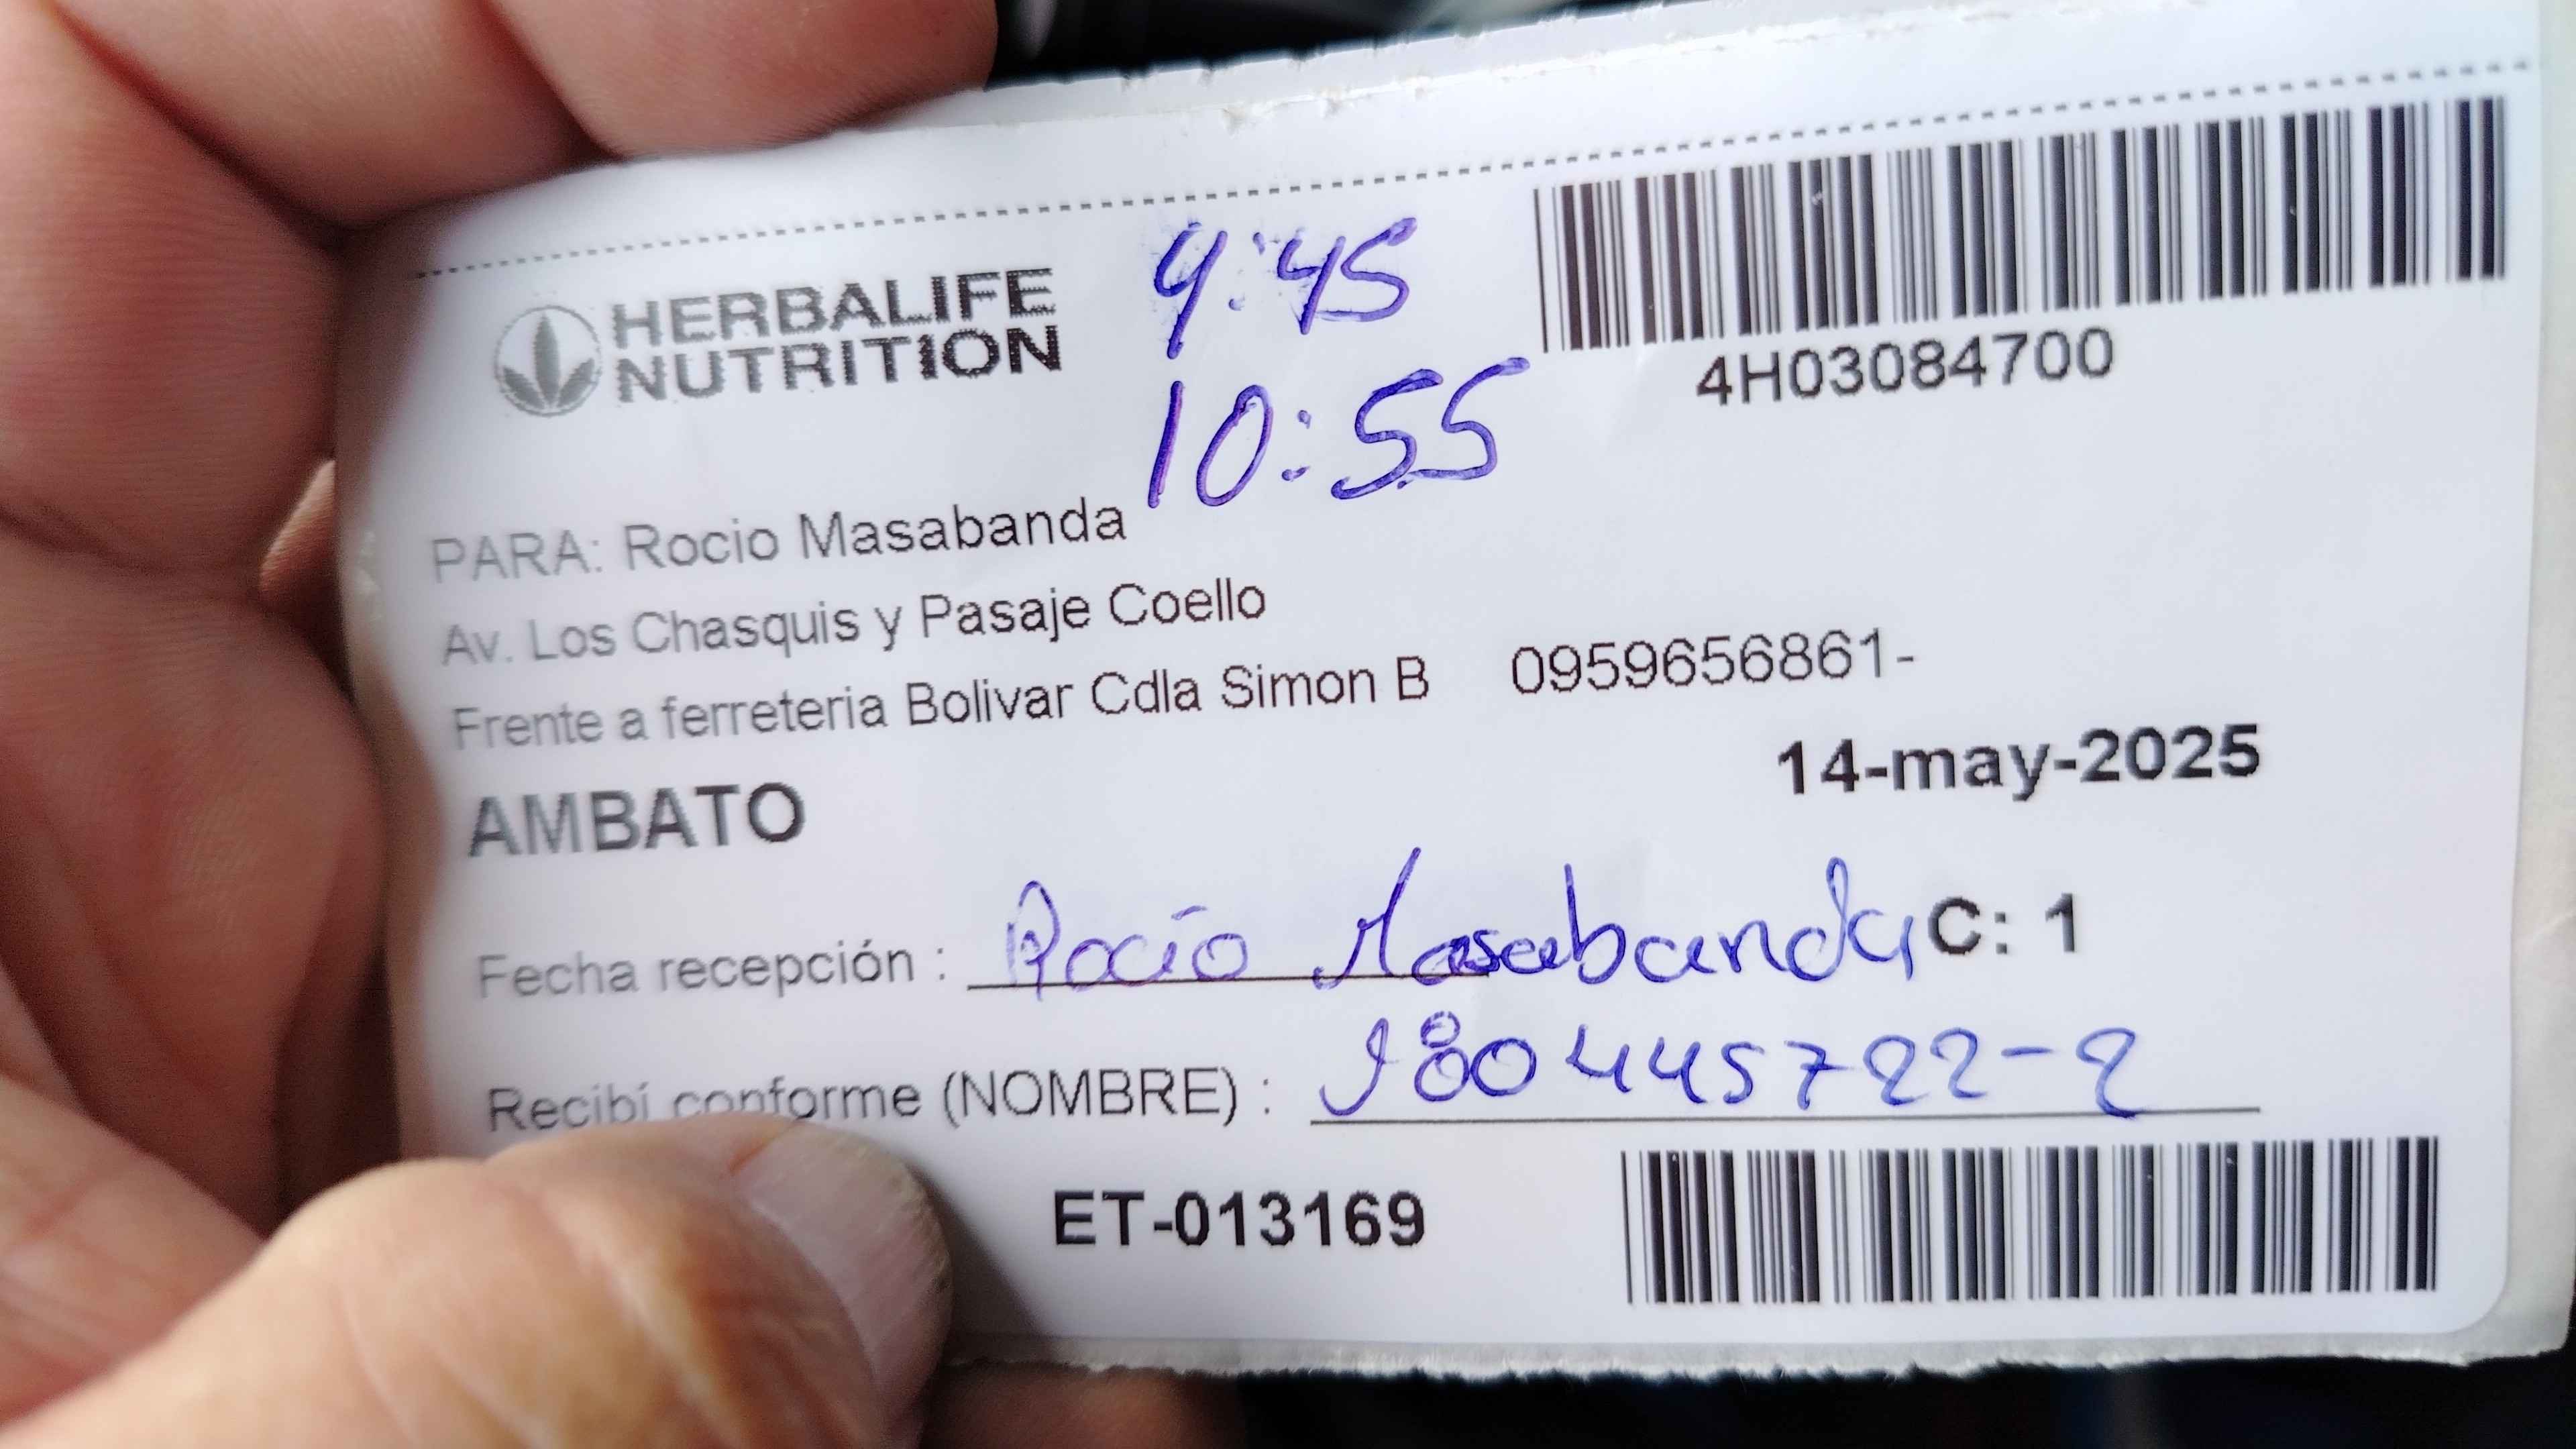 HERBALIFE
NUTRITION
9:45
10:55
4H03084700
PARA: Rocio Masabanda
Av. Los Chasquis y Pasaje Coello
Frente a ferreteria Bolivar Cdla Simon B 0959656861-
14-may-2025
AMBATO
Fecha recepción : Rocío Masabanda C: 1
Recibí conforme (NOMBRE) : 180445722-2
ET-013169